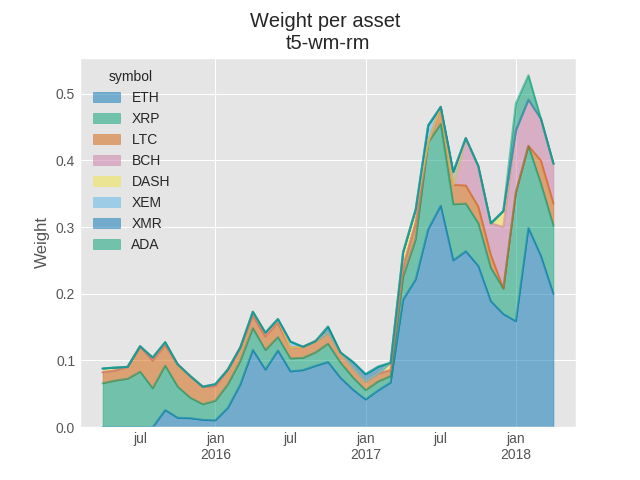 Weight per asset
t5-wm-rm
symbol
ETH
XRP
LTC
BCH
DASH
XEM
XMR
ADA
Weight
0.5
0.4
0.3
0.2
0.1
0.0
jul
jan
2016
jul
jan
2017
jul
jan
2018